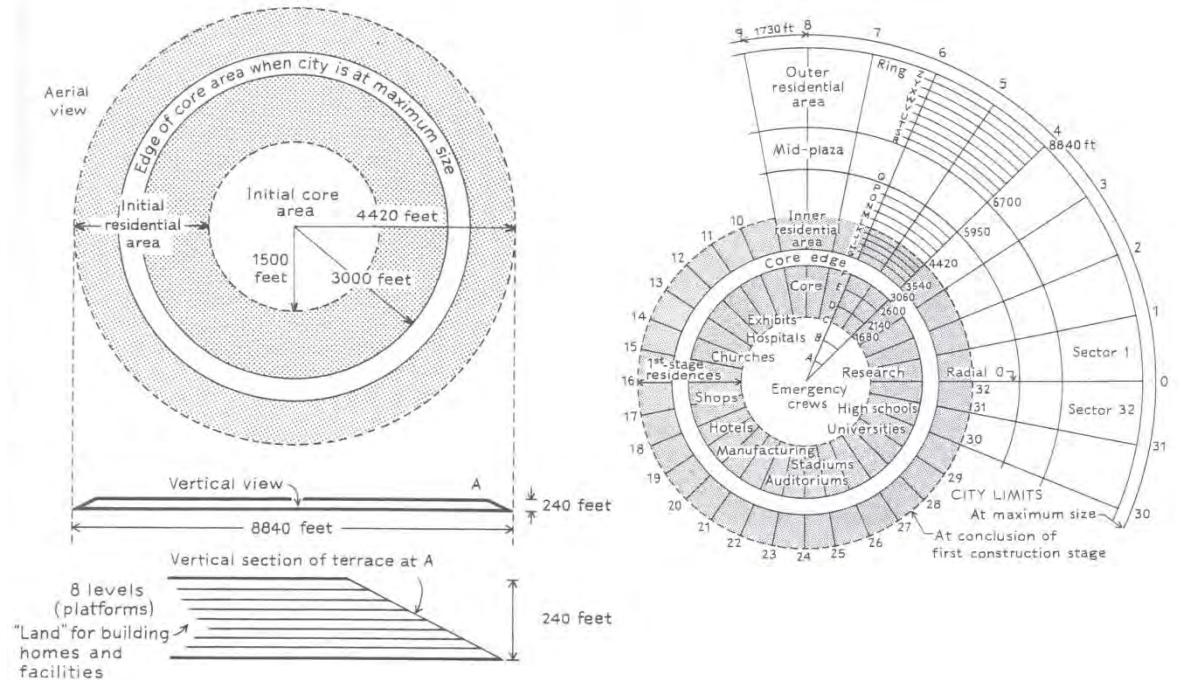 Aerial
view
Edge of core area when city is at maximum size
Initial core
area
4420 feet
Initial
residential
area
1500
feet
3000 feet
Vertical view
A
240 feet
8840 feet
Vertical section of terrace at A
8 levels
(platforms)
"Land" for building
homes and
facilities
240 feet
9
1730 ft
8
7
6
5
4
8840 ft
3
2
1
0
31
30
Outer
residential
area
Ring
Mid-plaza
6700
5950
4420
3540
3060
2600
2140
1680
Inner
residential
area
Core edge
Core
F
E
D
C
B
A
Exhibits
Hospitals
Churches
1st-stage
residences
Shops
Hotels
Manufacturing
Stadiums
Auditoriums
Universities
High schools
Research
Emergency
crews
Radial 0
Sector 1
Sector 32
10
11
12
13
14
15
16
17
18
19
20
21
22
23
24
25
26
27
28
29
30
31
32
CITY LIMITS
At maximum size
At conclusion of
first construction stage